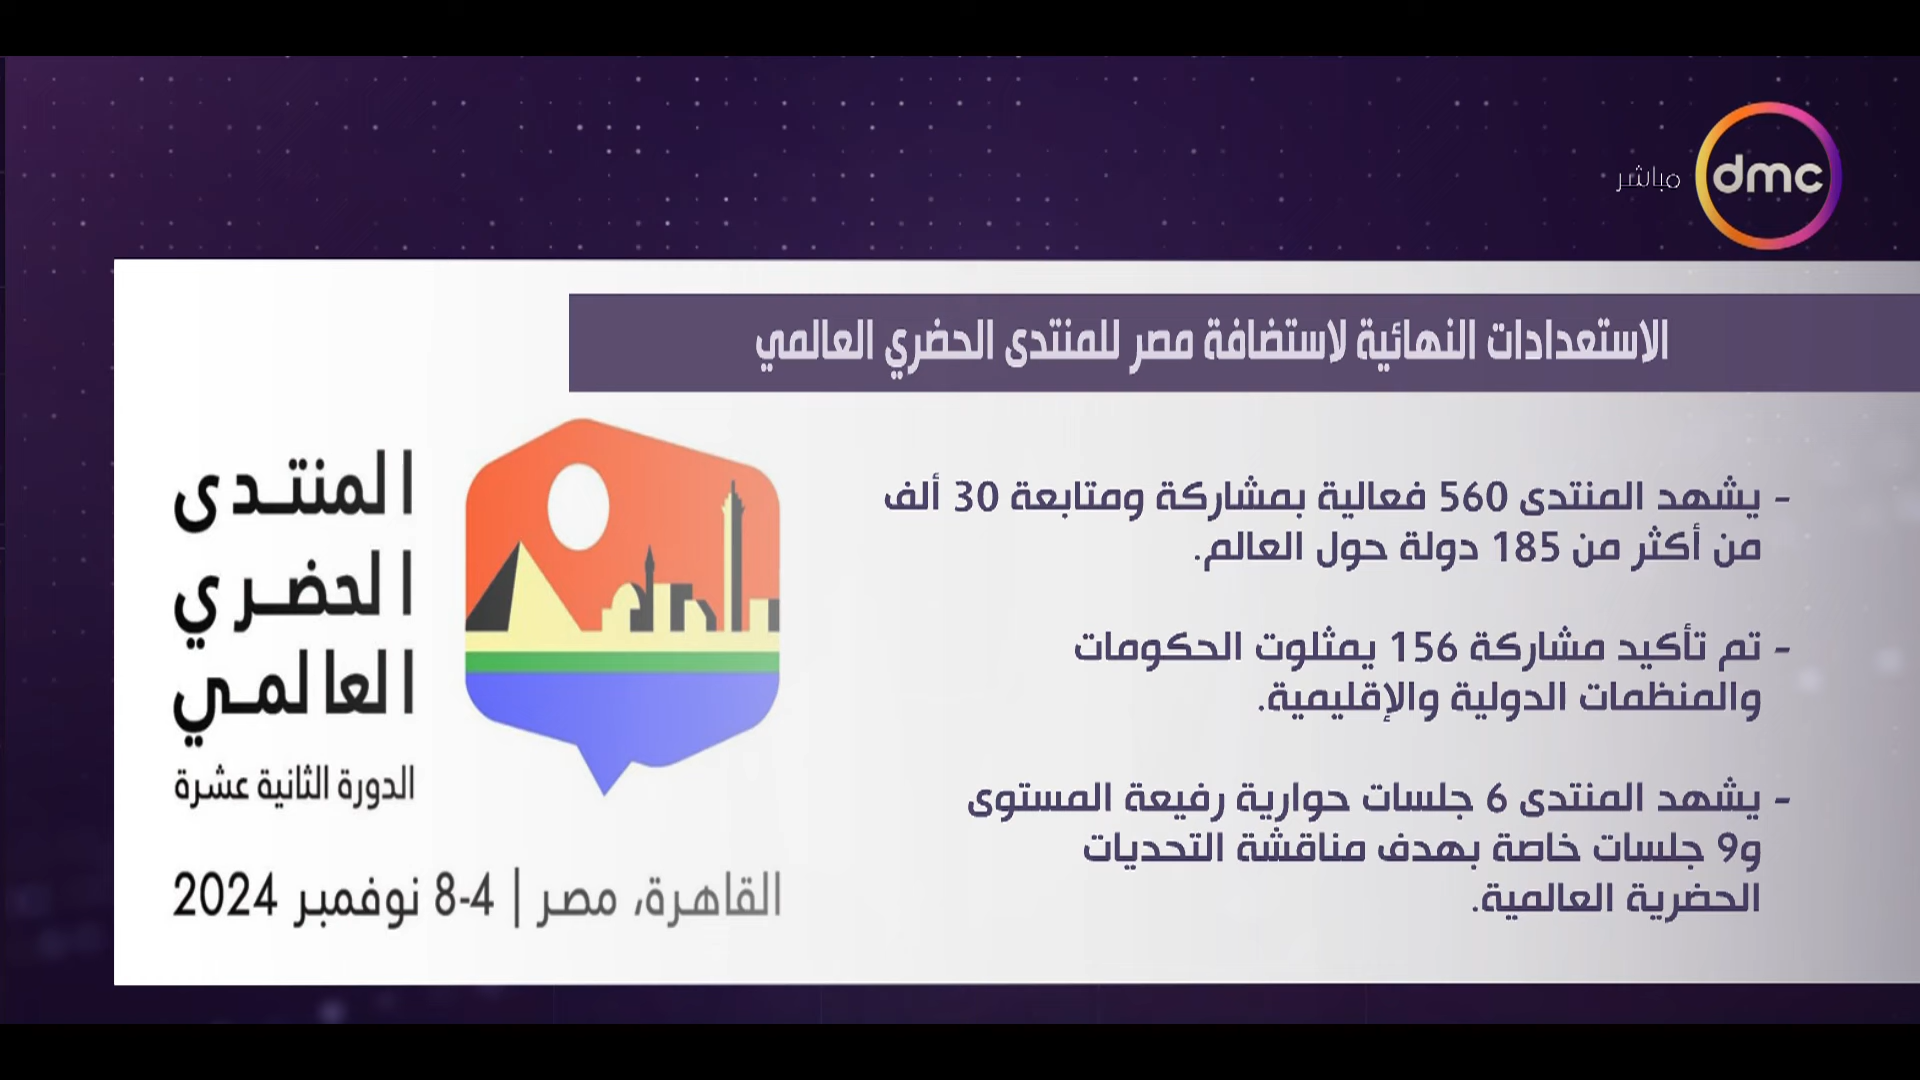 dmc
مباشر
الاستعدادات النهائية لاستضافة مصر للمنتدى الحضري العالمي
- يشهد المنتدى 560 فعالية بمشاركة ومتابعة 30 ألف
من أكثر من 185 دولة حول العالم.
- تم تأكيد مشاركة 156 يمثلوت الحكومات
والمنظمات الدولية والإقليمية.
- يشهد المنتدى 6 جلسات حوارية رفيعة المستوى
و9 جلسات خاصة بهدف مناقشة التحديات
الحضرية العالمية.
المنتدى
الحضري
العالمي
الدورة الثانية عشرة
القاهرة، مصر | 4-8 نوفمبر 2024